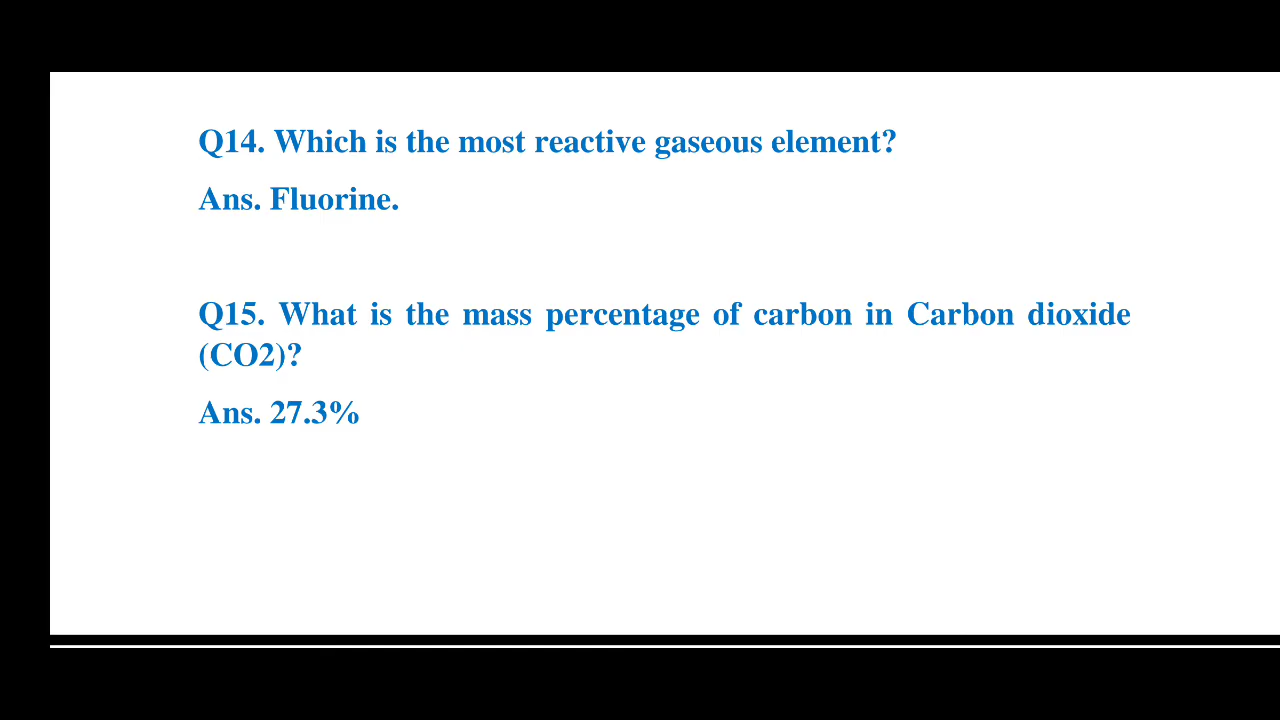 Q14. Which is the most reactive gaseous element?
Ans. Fluorine.
Q15. What is the mass percentage of carbon in Carbon dioxide
(CO2)?
Ans. 27.3%